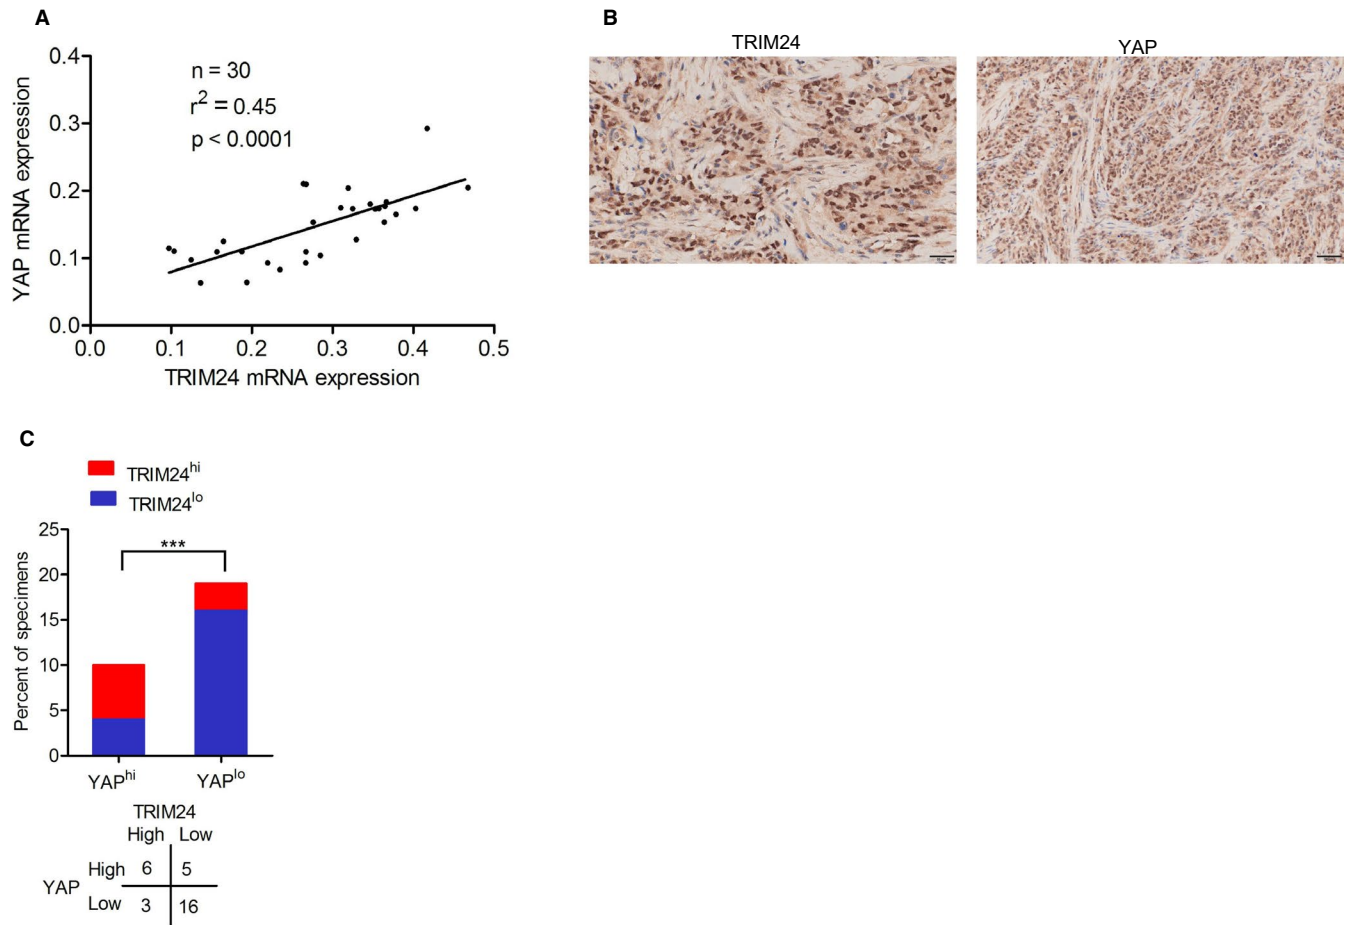 A
0.4
0.3
0.2
0.1
0.0
YAP mRNA expression
n = 30
r2 = 0.45
p < 0.0001
0.0 0.1 0.2 0.3 0.4 0.5
TRIM24 mRNA expression
B
TRIM24
YAP
C
TRIM24hi
TRIM24lo
25
20
15
10
5
0
Percent of specimens
***
YAPhi YAPlo
TRIM24
High Low
YAP
High 6 5
Low 3 16